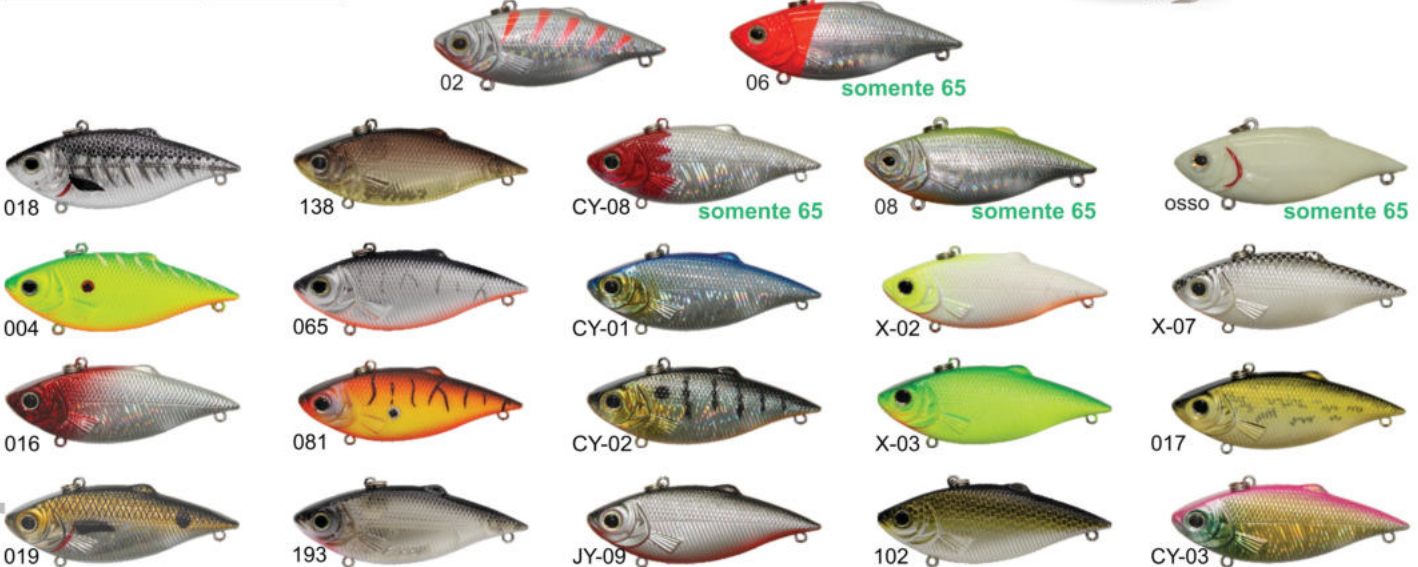 02
06
somente 65
018
138
CY-08
somente 65
08
somente 65
osso
somente 65
004
065
CY-01
X-02
X-07
016
081
CY-02
X-03
017
019
193
JY-09
102
CY-03